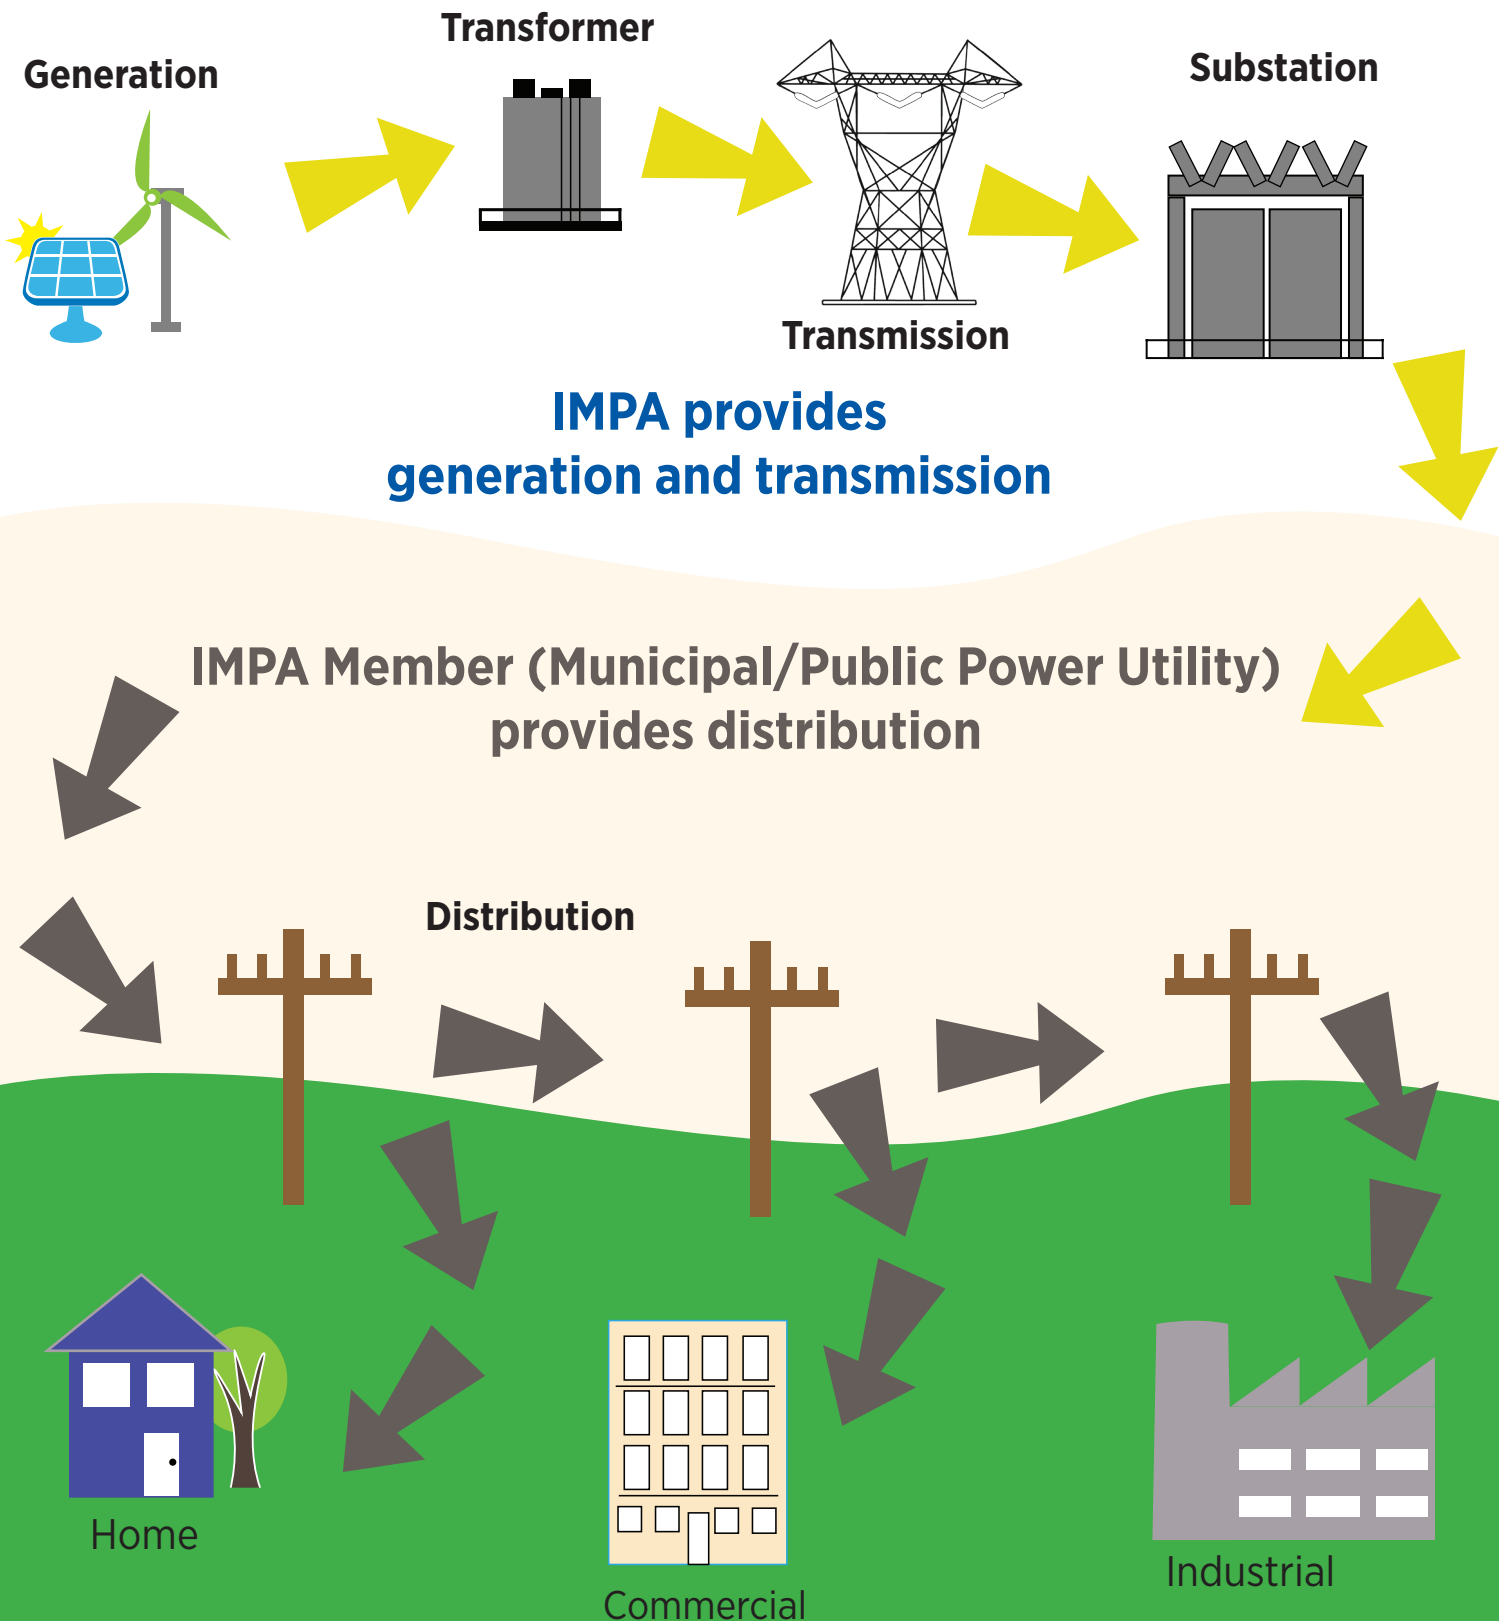 Transformer
Generation
Substation
Transmission
IMPA provides
generation and transmission
IMPA Member (Municipal/Public Power Utility)
provides distribution
Distribution
Home
Commercial
Industrial